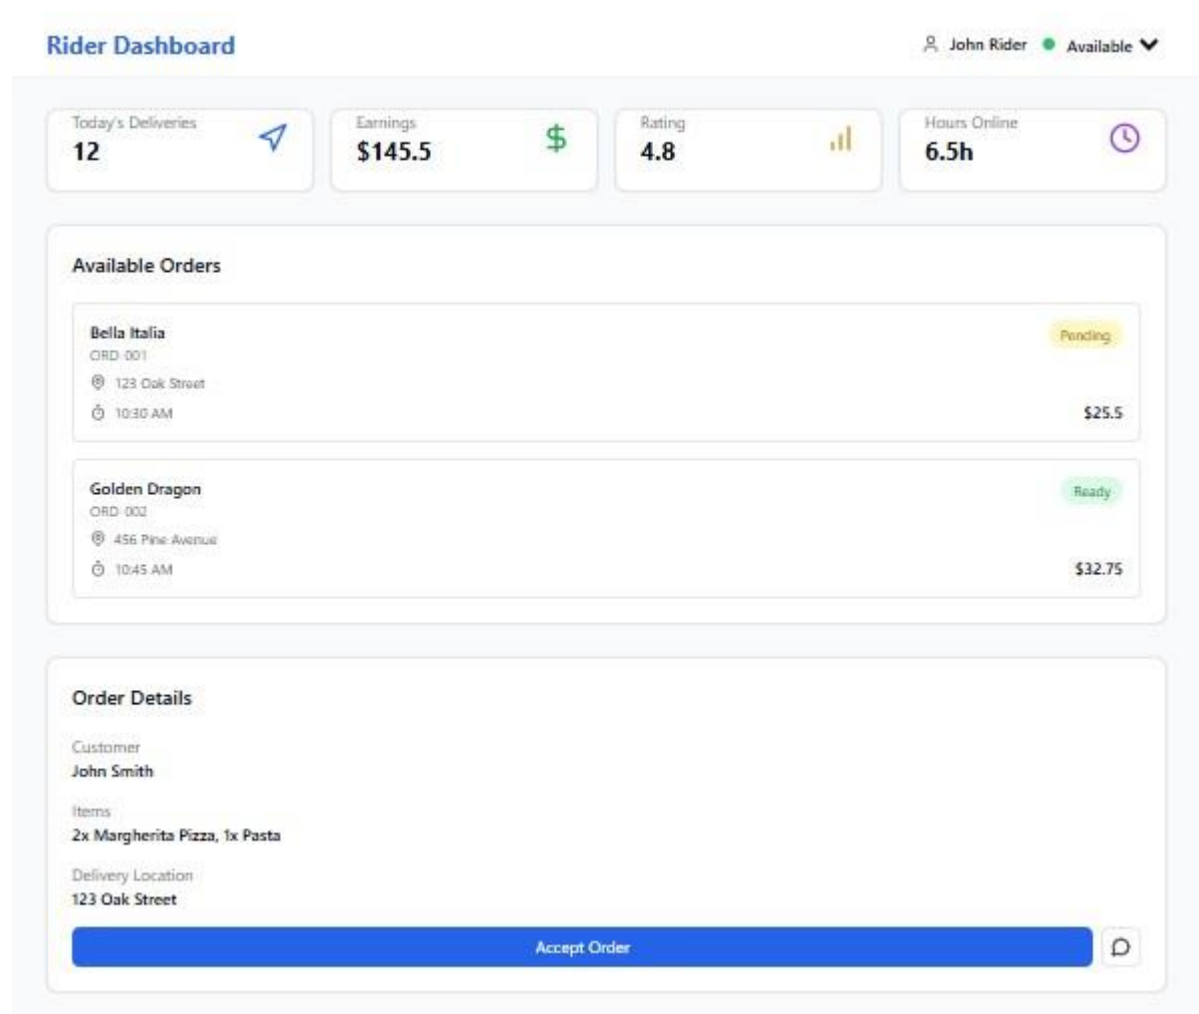 Rider Dashboard
John Rider Available
Today's Deliveries
12
Earnings
$145.5
Rating
4.8
Hours Online
6.5h
Available Orders
Bella Italia
Pending
ORD-001
123 Oak Street
10:30 AM
$25.5
Golden Dragon
Ready
ORD-002
456 Pine Avenue
10:45 AM
$32.75
Order Details
Customer
John Smith
Items
2x Margherita Pizza, 1x Pasta
Delivery Location
123 Oak Street
Accept Order